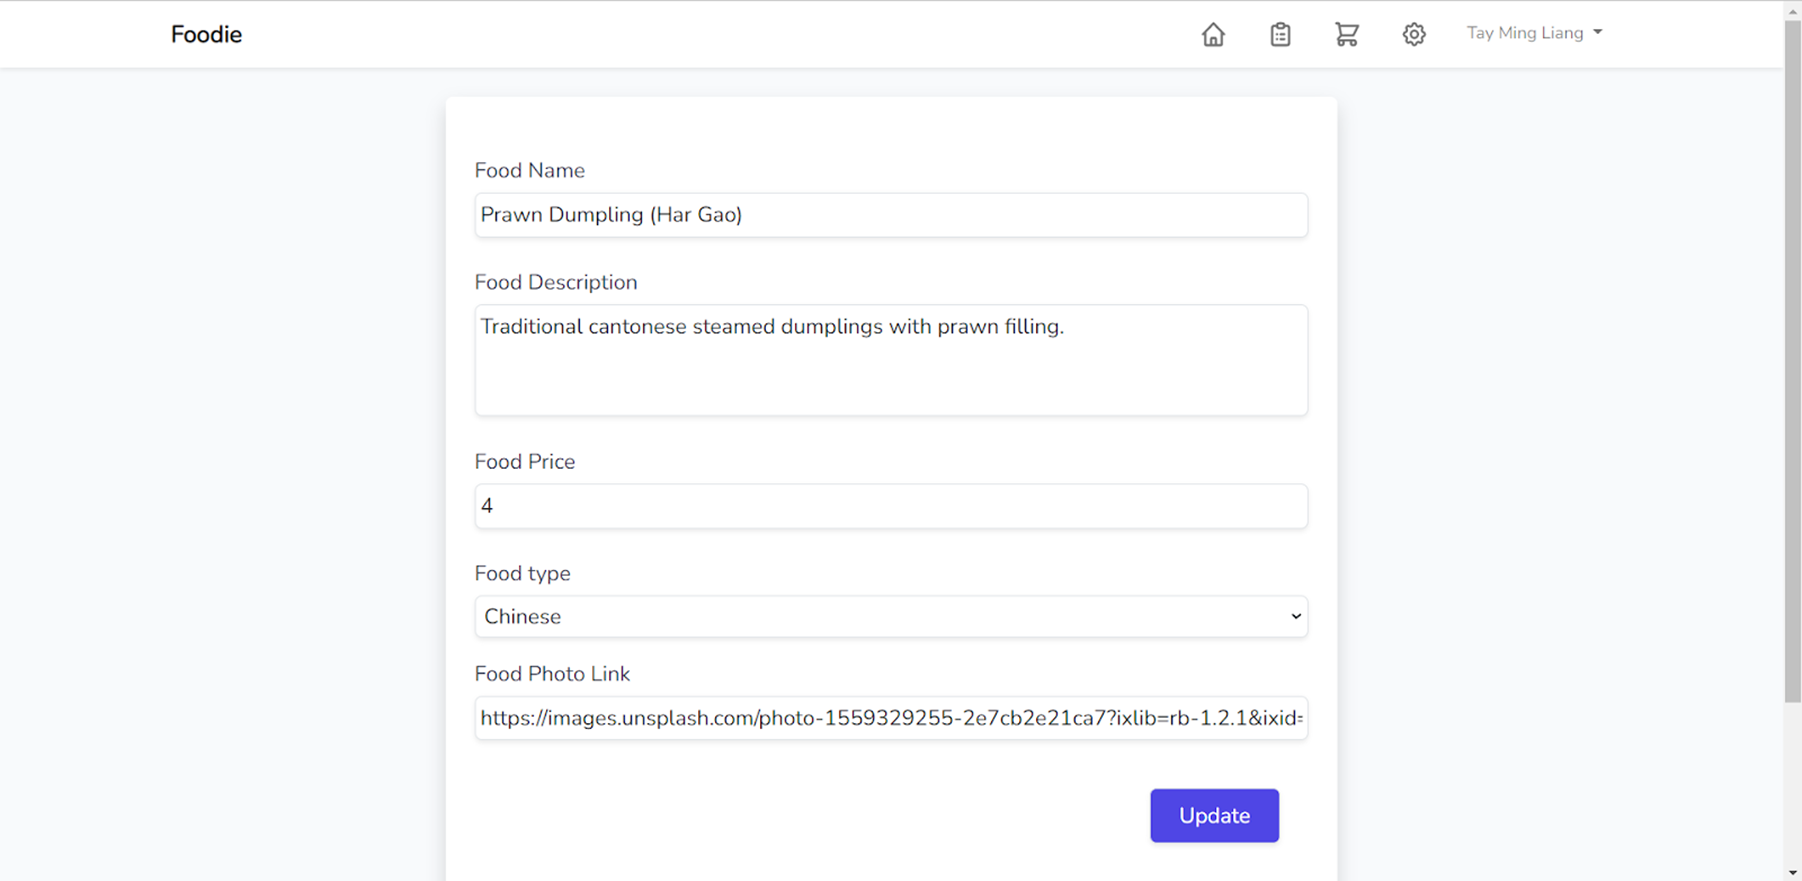 Foodie
Tay Ming Liang
Food Name
Prawn Dumpling (Har Gao)
Food Description
Traditional cantonese steamed dumplings with prawn filling.
Food Price
4
Food type
Chinese
Food Photo Link
https://images.unsplash.com/photo-1559329255-2e7cb2e21ca7?ixlib=rb-1.2.1&ixid=
Update